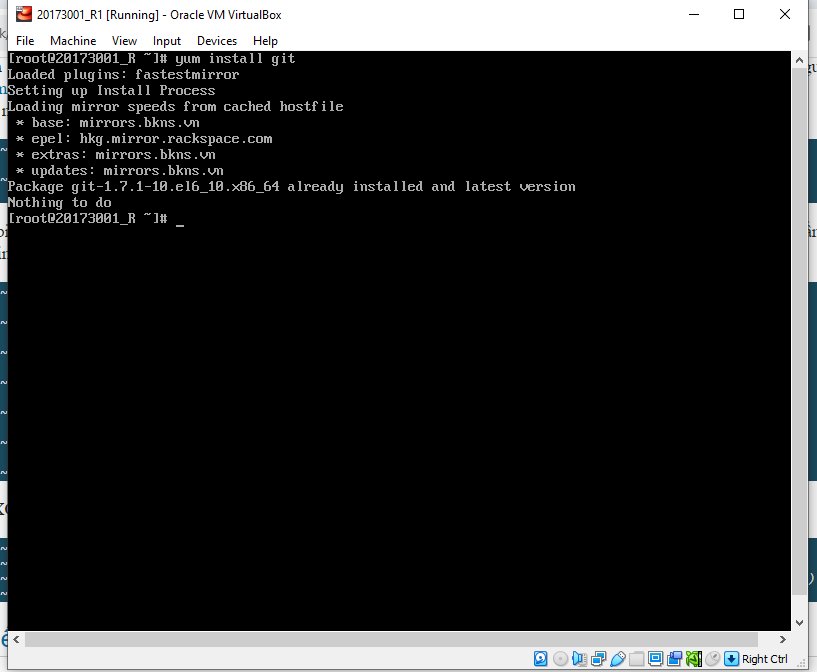 20173001_R1 [Running] - Oracle VM VirtualBox
File Machine View Input Devices Help
[root@20173001_R ~]# yum install git
Loaded plugins: fastestmirror
Setting up Install Process
Loading mirror speeds from cached hostfile
* base: mirrors.bkns.vn
* epel: hkg.mirror.rackspace.com
* extras: mirrors.bkns.vn
* updates: mirrors.bkns.vn
Package git-1.7.1-10.el6_10.x86_64 already installed and latest version
Nothing to do
[root@20173001_R ~]# _
Right Ctrl